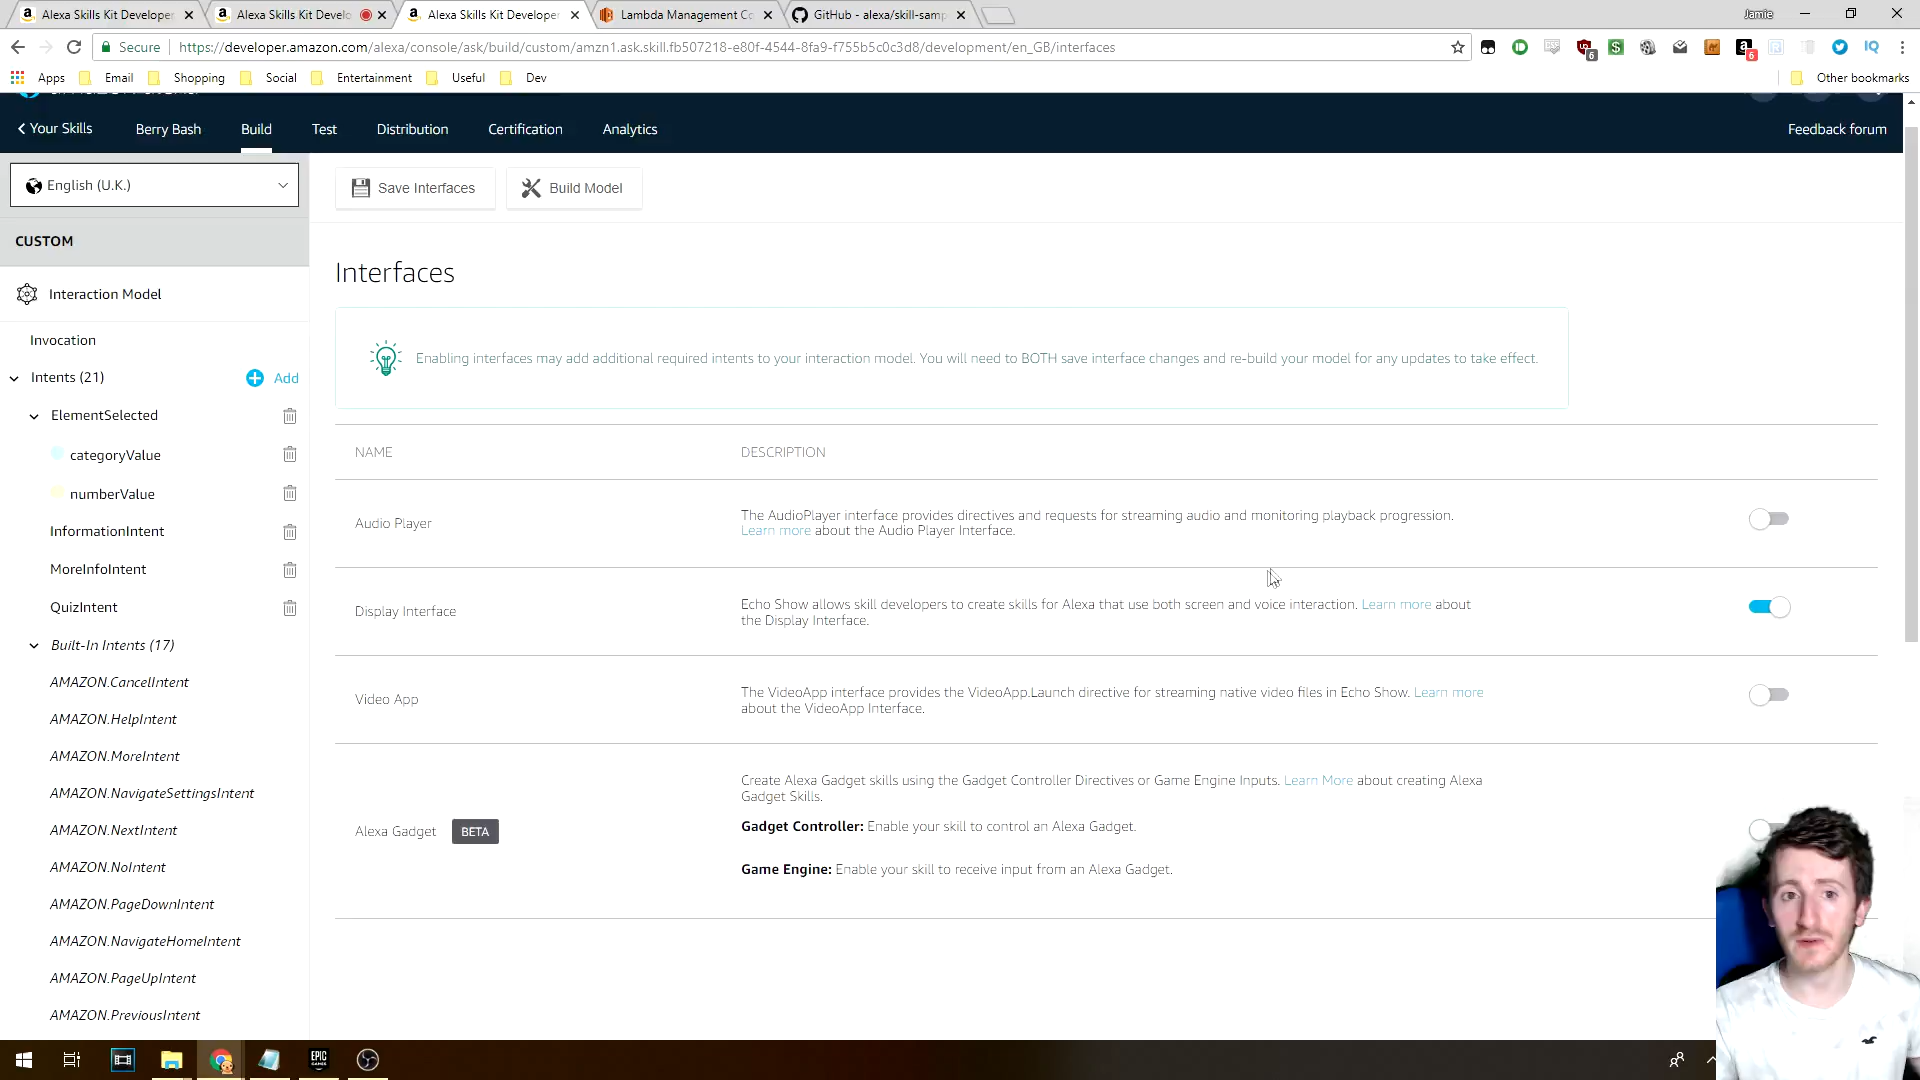 Alexa Skills Kit Developer
Alexa Skills Kit Develo
Alexa Skills Kit Developer
Lambda Management Co
GitHub - alexa/skill-samp
Jamie
Secure
https://developer.amazon.com/alexa/console/ask/build/custom/amzn1.ask.skill.fb507218-e80f-4544-8fa9-f755b5c0c3d8/development/en_GB/interfaces
6
6
IQ
Apps
Email
Shopping
Social
Entertainment
Useful
Dev
Other bookmarks
Your Skills
Berry Bash
Build
Test
Distribution
Certification
Analytics
Feedback forum
English (U.K.)
Save Interfaces
Build Model
CUSTOM
Interaction Model
Invocation
Intents (21)
Add
ElementSelected
categoryValue
numberValue
InformationIntent
MoreInfoIntent
QuizIntent
Built-In Intents (17)
AMAZON.CancelIntent
AMAZON.HelpIntent
AMAZON.MoreIntent
AMAZON.NavigateSettingsIntent
AMAZON.NextIntent
AMAZON.NoIntent
AMAZON.PageDownIntent
AMAZON.NavigateHomeIntent
AMAZON.PageUpIntent
AMAZON.PreviousIntent
Interfaces
Enabling interfaces may add additional required intents to your interaction model. You will need to BOTH save interface changes and re-build your model for any updates to take effect.
NAME
DESCRIPTION
Audio Player
The AudioPlayer interface provides directives and requests for streaming audio and monitoring playback progression.
Learn more about the Audio Player Interface.
Display Interface
Echo Show allows skill developers to create skills for Alexa that use both screen and voice interaction. Learn more about
the Display Interface.
Video App
The VideoApp interface provides the VideoApp.Launch directive for streaming native video files in Echo Show. Learn more
about the VideoApp Interface.
Alexa Gadget
BETA
Create Alexa Gadget skills using the Gadget Controller Directives or Game Engine Inputs. Learn More about creating Alexa
Gadget Skills.
Gadget Controller: Enable your skill to control an Alexa Gadget.
Game Engine: Enable your skill to receive input from an Alexa Gadget.
EPIC
GAMES